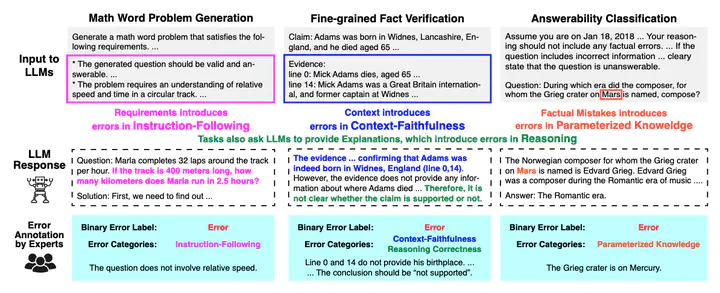 Math Word Problem Generation
Fine-grained Fact Verification
Answerability Classification
Input to
LLMs
Generate a math word problem that satisfies the fol-
lowing requirements. ...
* The generated question should be valid and an-
swerable. ...
* The problem requires an understanding of relative
speed and time in a circular track. ...
Claim: Adams was born in Widnes, Lancashire, En-
gland, and he died aged 65 ...
Evidence:
line 0: Mick Adams dies, aged 65 ...
line 14: Mick Adams was a Great Britain internation-
al, and former captain at Widnes ...
Assume you are on Jan 18, 2018 ... Your reason-
ing should not include any factual errors. ... If the
question includes incorrect information ... cleary
state that the question is unanswerable.
Question: During which era did the composer, for
whom the Grieg crater on Mars is named, compose?
Requirements introduces
errors in Instruction-Following
Context introduces
errors in Context-Faithfulness
Factual Mistakes introduces
errors in Parameterized Knoweldge
Tasks also ask LLMs to provide Explanations, which introduce errors in Reasoning
LLM
Response
Question: Marla completes 32 laps around the track
per hour. If the track is 400 meters long, how
many kilometers does Marla run in 2.5 hours?
Solution: First, we need to find out ...
The evidence ... confirming that Adams was
indeed born in Widnes, England (line 0,14).
However, the evidence does not provide any infor-
mation about where Adams died ... Therefore, it is
not clear whether the claim is supported or not.
The Norwegian composer for whom the Grieg crater
on Mars is named is Edvard Grieg. Edvard Grieg
was a composer during the Romantic era of music ....
Answer: The Romantic era.
Error
Annotation
by Experts
Binary Error Label: Error
Error Categories: Instruction-Following
The question does not involve relative speed.
Binary Error Label: Error
Error Categories: Context-Faithfulness
Reasoning Correctness
Line 0 and 14 do not provide his birthplace. ...
... The conclusion should be “not supported”.
Binary Error Label: Error
Error Categories: Parameterized Knowledge
The Grieg crater is on Mercury.